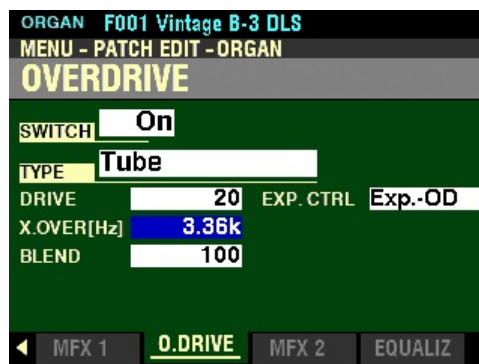 ORGAN F001 Vintage B-3 DLS
MENU - PATCH EDIT - ORGAN
OVERDRIVE
SWITCH On
TYPE Tube
DRIVE 20 EXP. CTRL Exp.-OD
X.OVER[Hz] 3.36k
BLEND 100
MFX 1 O.DRIVE MFX 2 EQUALIZ